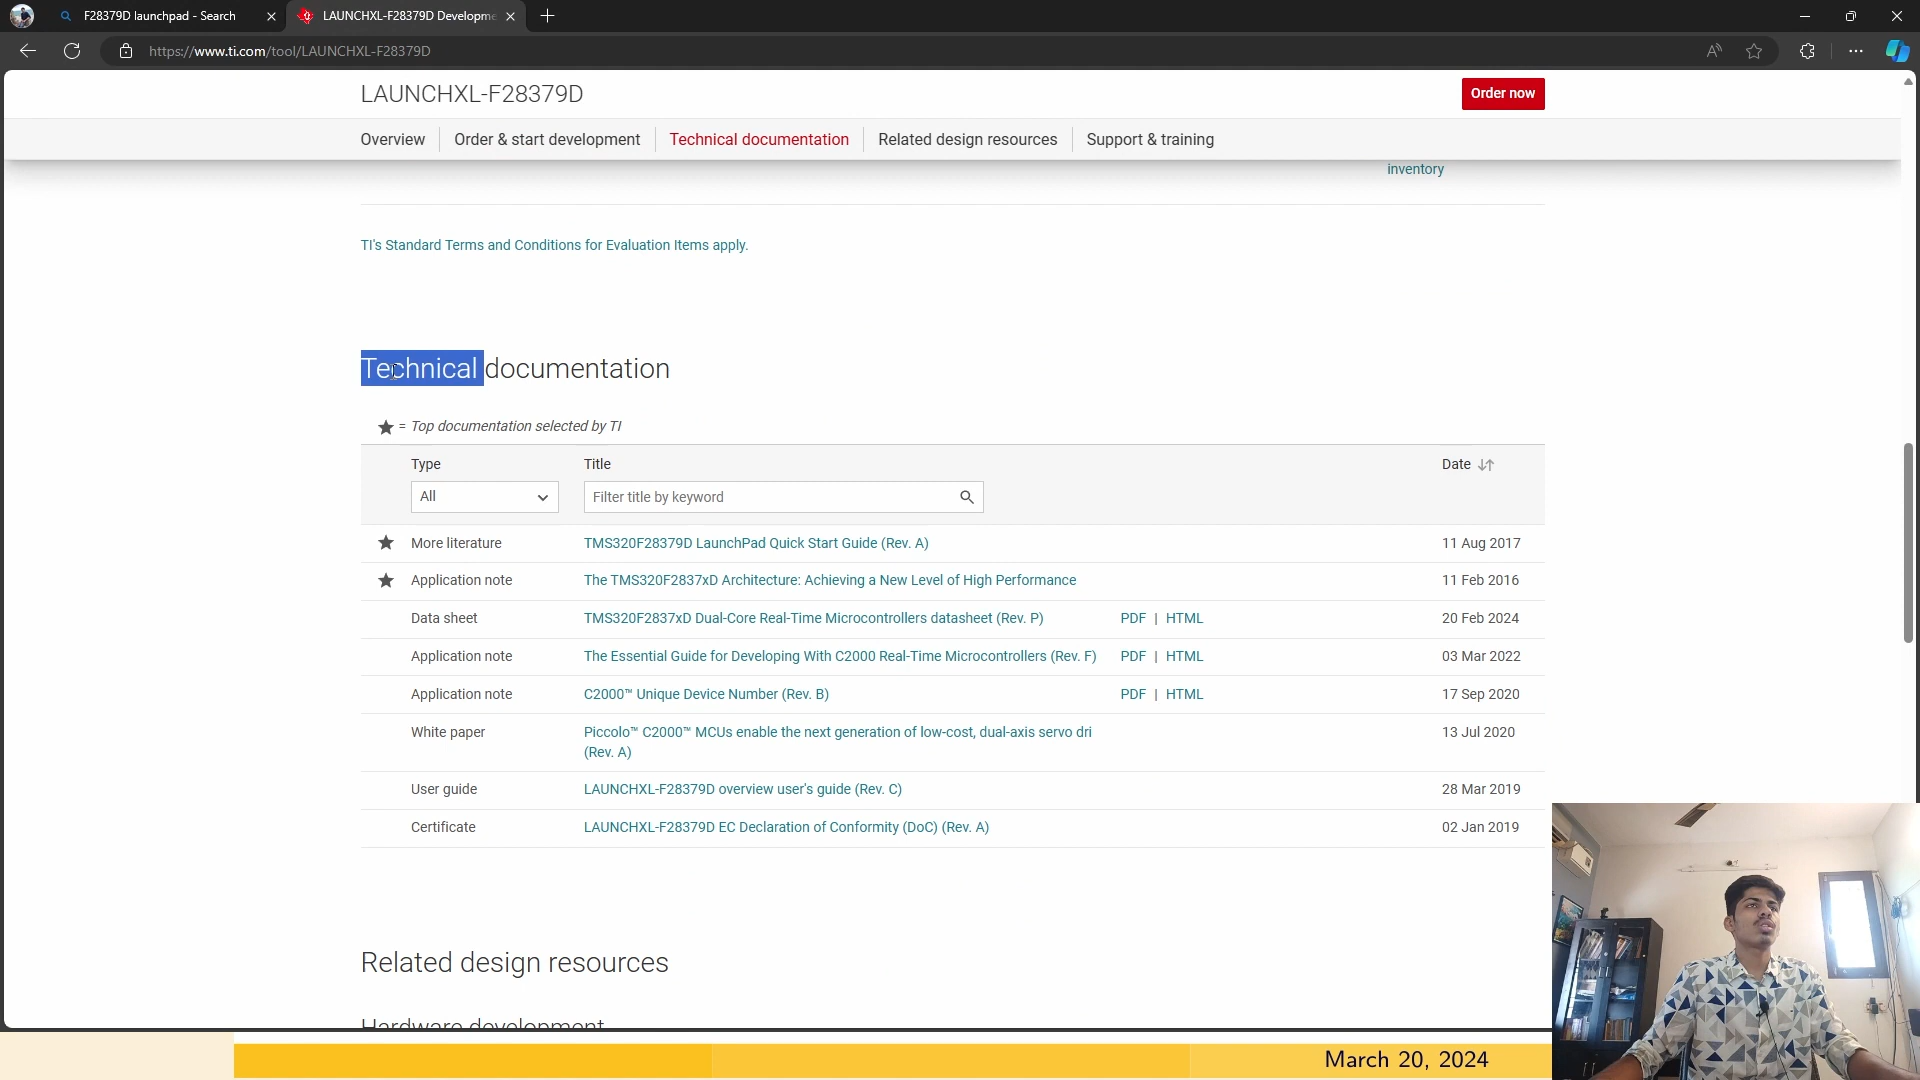 F28379D launchpad - Search
LAUNCHXL-F28379D Developme
https://www.ti.com/tool/LAUNCHXL-F28379D
LAUNCHXL-F28379D
Order now
Overview
Order & start development
Technical documentation
Related design resources
Support & training
inventory
TI's Standard Terms and Conditions for Evaluation Items apply.
Technical documentation
★ = Top documentation selected by TI
Type
Title
Date
All
Filter title by keyword
★ More literature TMS320F28379D LaunchPad Quick Start Guide (Rev. A) 11 Aug 2017
★ Application note The TMS320F2837xD Architecture: Achieving a New Level of High Performance 11 Feb 2016
Data sheet TMS320F2837xD Dual-Core Real-Time Microcontrollers datasheet (Rev. P) PDF | HTML 20 Feb 2024
Application note The Essential Guide for Developing With C2000 Real-Time Microcontrollers (Rev. F) PDF | HTML 03 Mar 2022
Application note C2000™ Unique Device Number (Rev. B) PDF | HTML 17 Sep 2020
White paper Piccolo™ C2000™ MCUs enable the next generation of low-cost, dual-axis servo dri 13 Jul 2020
(Rev. A)
User guide LAUNCHXL-F28379D overview user's guide (Rev. C) 28 Mar 2019
Certificate LAUNCHXL-F28379D EC Declaration of Conformity (DoC) (Rev. A) 02 Jan 2019
Related design resources
Hardware development
March 20, 2024